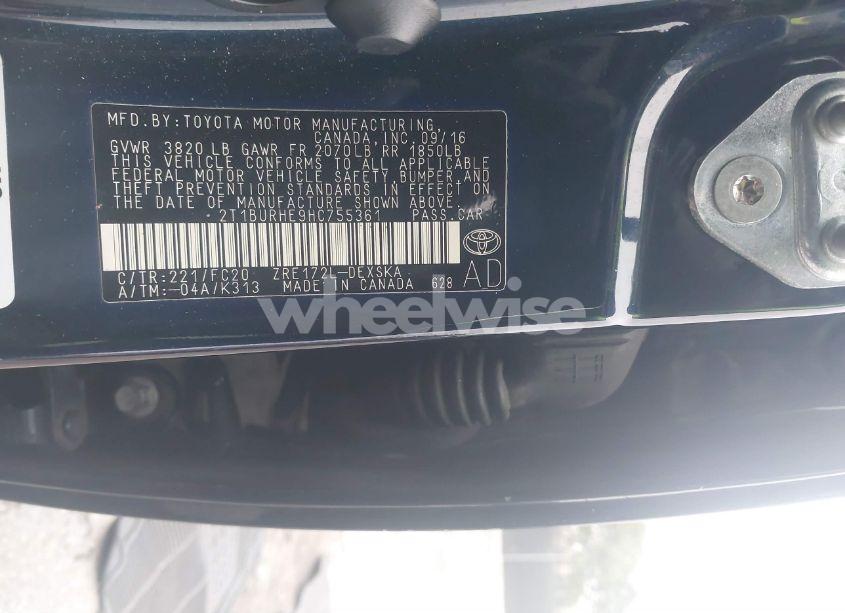 MFD.BY:TOYOTA MOTOR MANUFACTURING
CANADA,INC.09/16
GVWR 3820LB GAWR FR 2070LB RR 1850LB
THIS VEHICLE CONFORMS TO ALL APPLICABLE
FEDERAL MOTOR VEHICLE SAFETY,BUMPER,AND
THEFT PREVENTION STANDARDS IN EFFECT ON
THE DATE OF MANUFACTURE SHOWN ABOVE.
2T1BURHE9HC755361 PASS.CAR
C/TR:221/FC20 ZRE172L-DEXSKA
A/TM:-04A/K313 MADE IN CANADA 628
AD
wheelwise